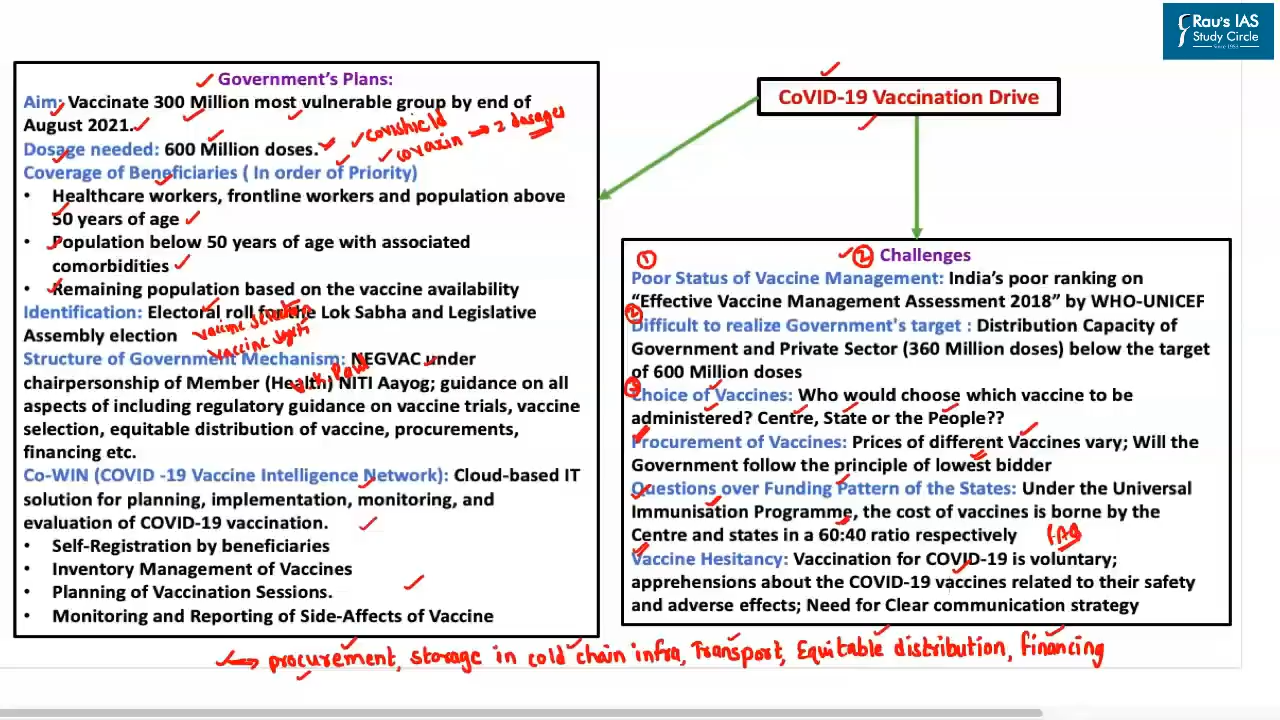 Rau's IAS
Study Circle
Since 1953
Government's Plans:
Aim: Vaccinate 300 Million most vulnerable group by end of
August 2021.
Dosage needed: 600 Million doses.
covishield
covaxin → 2 dosages
Coverage of Beneficiaries ( In order of Priority)
• Healthcare workers, frontline workers and population above
50 years of age
• Population below 50 years of age with associated
comorbidities
• Remaining population based on the vaccine availability
Identification: Electoral roll for the Lok Sabha and Legislative
Assembly election
vaccine
vaccine
Structure of Government Mechanism: NEGVAC under
chairpersonship of Member (Health) NITI Aayog; guidance on all
V.K. Paul
aspects of including regulatory guidance on vaccine trials, vaccine
selection, equitable distribution of vaccine, procurements,
financing etc.
Co-WIN (COVID -19 Vaccine Intelligence Network): Cloud-based IT
solution for planning, implementation, monitoring, and
evaluation of COVID-19 vaccination.
• Self-Registration by beneficiaries
• Inventory Management of Vaccines
• Planning of Vaccination Sessions.
• Monitoring and Reporting of Side-Affects of Vaccine
CoVID-19 Vaccination Drive
2 Challenges
1
Poor Status of Vaccine Management: India's poor ranking on
"Effective Vaccine Management Assessment 2018" by WHO-UNICEF
2
Difficult to realize Government's target : Distribution Capacity of
Government and Private Sector (360 Million doses) below the target
of 600 Million doses
3
Choice of Vaccines: Who would choose which vaccine to be
administered? Centre, State or the People??
Procurement of Vaccines: Prices of different Vaccines vary; Will the
Government follow the principle of lowest bidder
Questions over Funding Pattern of the States: Under the Universal
Immunisation Programme, the cost of vaccines is borne by the
Centre and states in a 60:40 ratio respectively
FAQ
Vaccine Hesitancy: Vaccination for COVID-19 is voluntary;
apprehensions about the COVID-19 vaccines related to their safety
and adverse effects; Need for Clear communication strategy
↳ procurement, storage in cold chain infra, Transport, Equitable distribution, financing